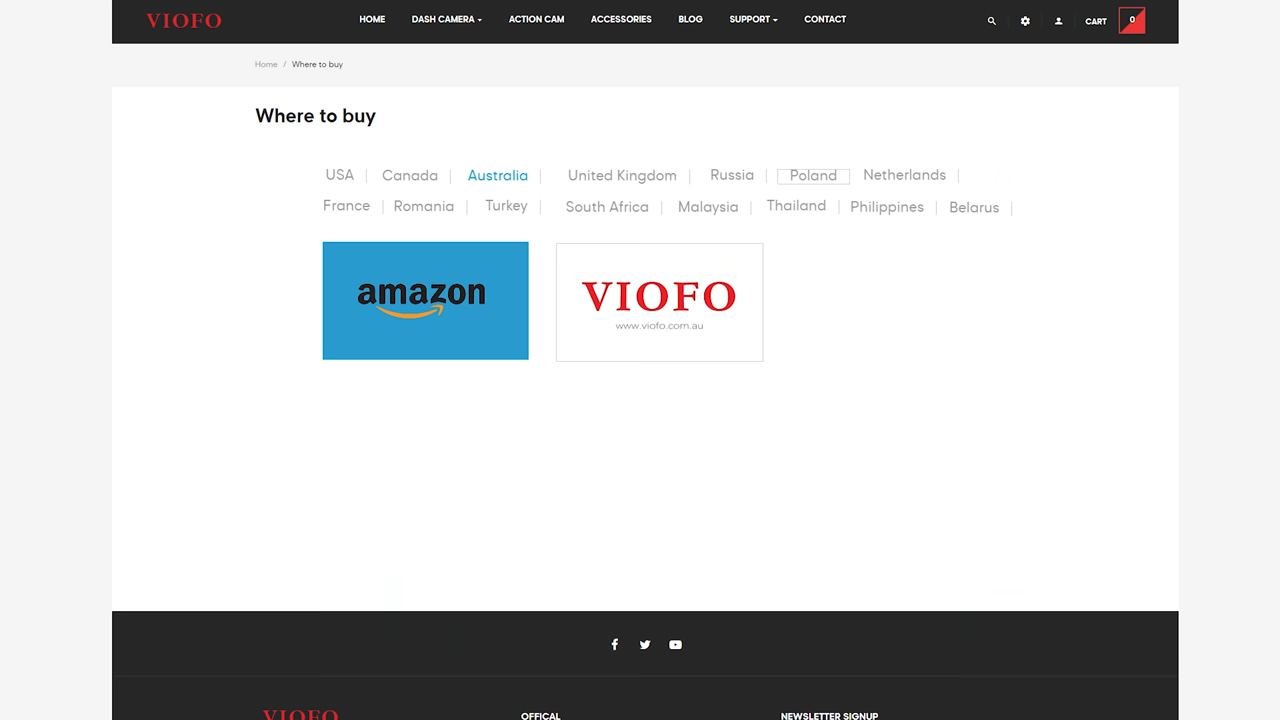 VIOFO HOME DASH CAMERA ACTION CAM ACCESSORIES BLOG SUPPORT CONTACT CART 0
Home / Where to buy
Where to buy
USA | Canada | Australia | United Kingdom | Russia | Poland Netherlands |
France | Romania | Turkey | South Africa | Malaysia | Thailand | Philippines | Belarus |
amazon
VIOFO
www.viofo.com.au
VIOFO OFFICAL NEWSLETTER SIGNUP